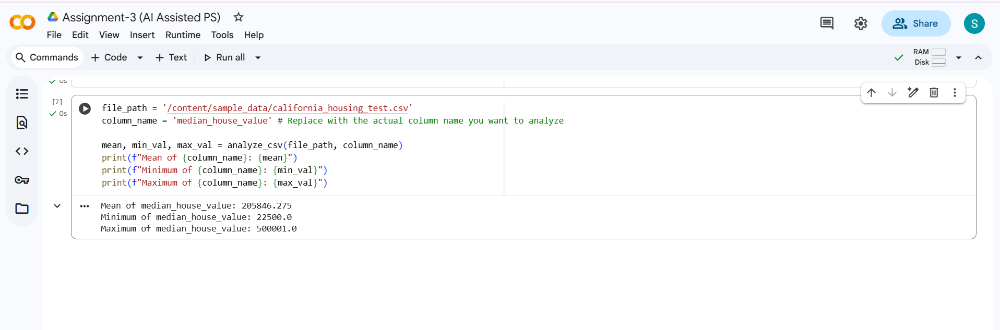 Assignment-3 (AI Assisted PS)
File Edit View Insert Runtime Tools Help
Share
S
Commands + Code + Text Run all
RAM
Disk
0s
[7]
0s
file_path = '/content/sample_data/california_housing_test.csv'
column_name = 'median_house_value' # Replace with the actual column name you want to analyze
mean, min_val, max_val = analyze_csv(file_path, column_name)
print(f"Mean of {column_name}: {mean}")
print(f"Minimum of {column_name}: {min_val}")
print(f"Maximum of {column_name}: {max_val}")
Mean of median_house_value: 205846.275
Minimum of median_house_value: 22500.0
Maximum of median_house_value: 500001.0